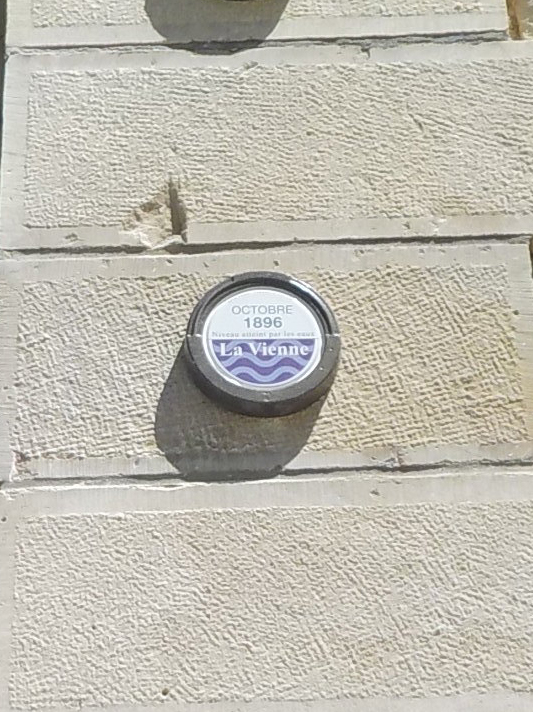 OCTOBRE
1896
Niveau atteint par les eaux
La Vienne